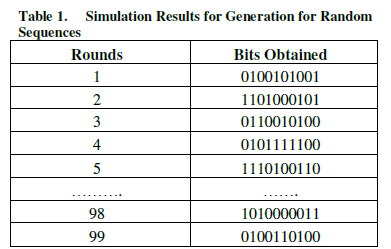 Table 1. Simulation Results for Generation for Random
Sequences
Rounds Bits Obtained
1 0100101001
2 1101000101
3 0110010100
4 0101111100
5 1110100110
………. ……
98 1010000011
99 0100110100